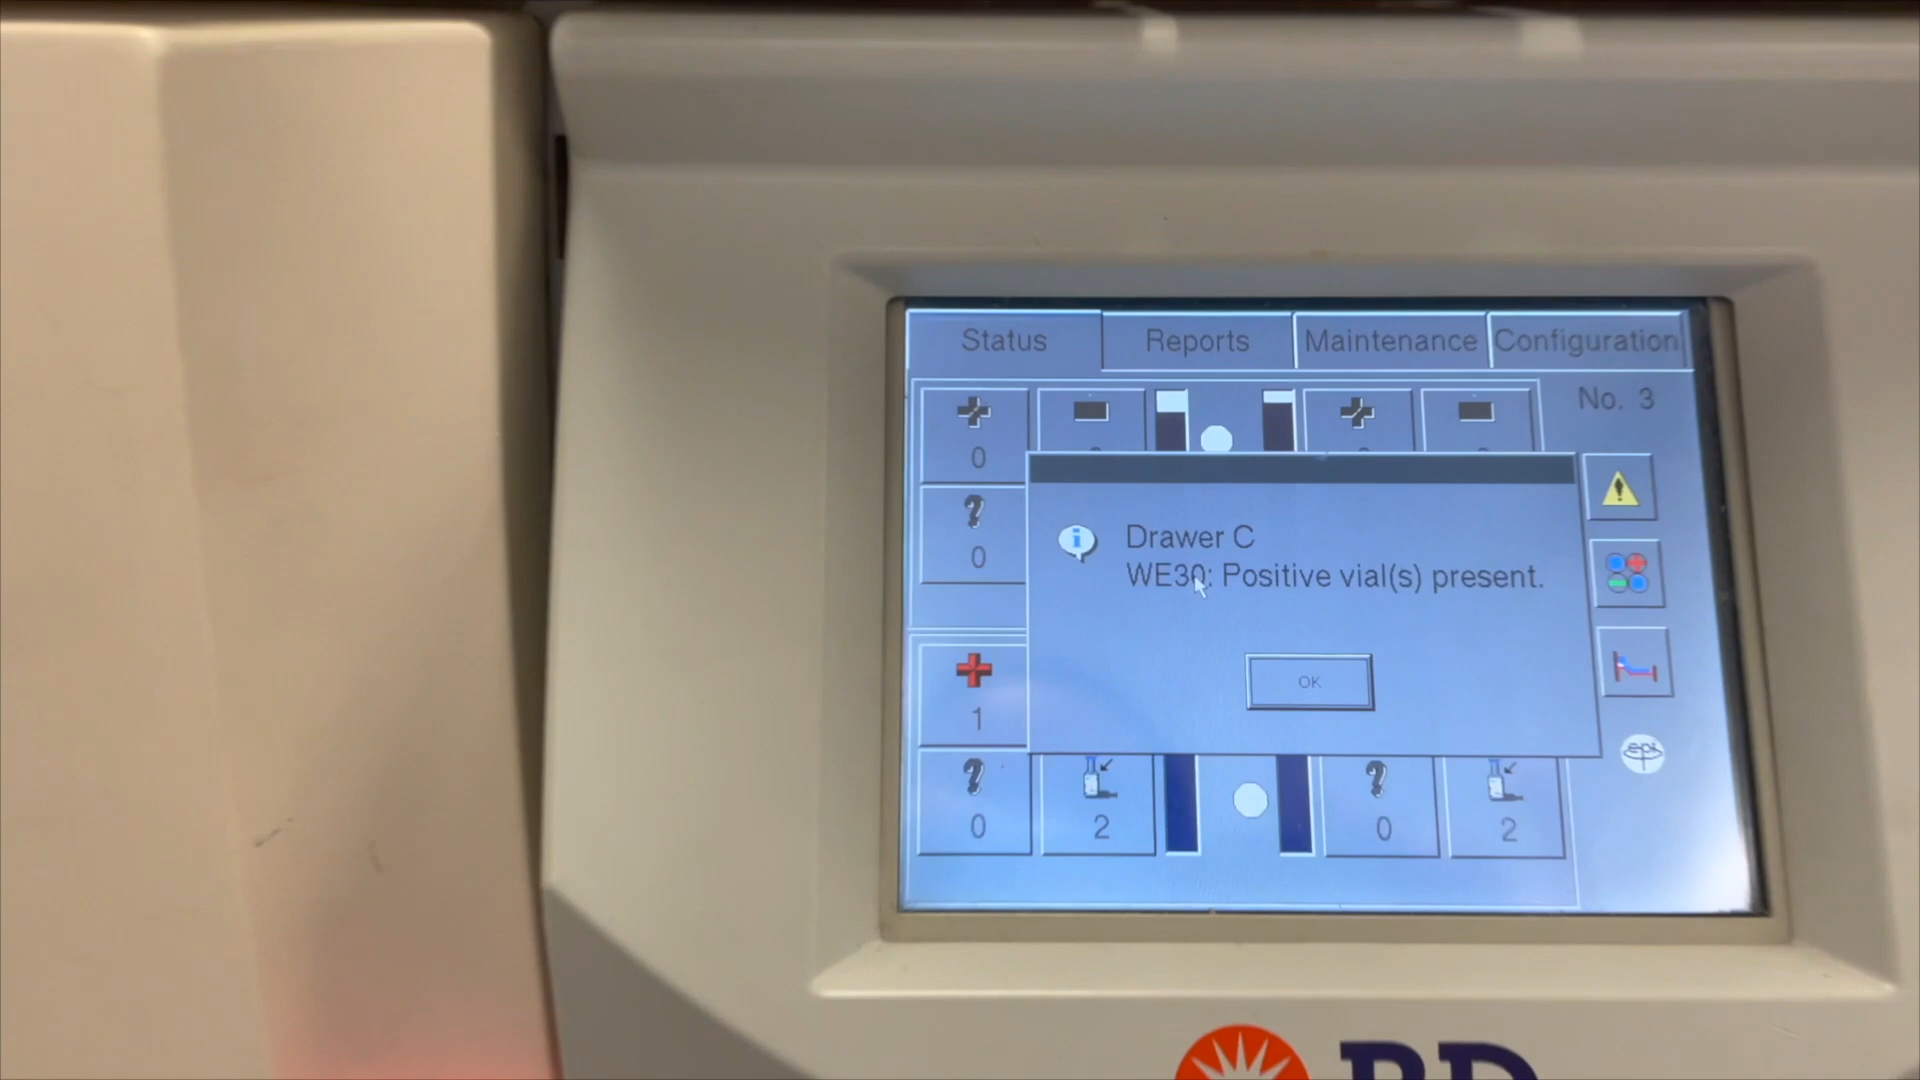 Status Reports Maintenance Configuration
No. 3
0
? 0
Drawer C
WE30: Positive vial(s) present.
OK
1
epi
? 0 2 ? 0 2
BD